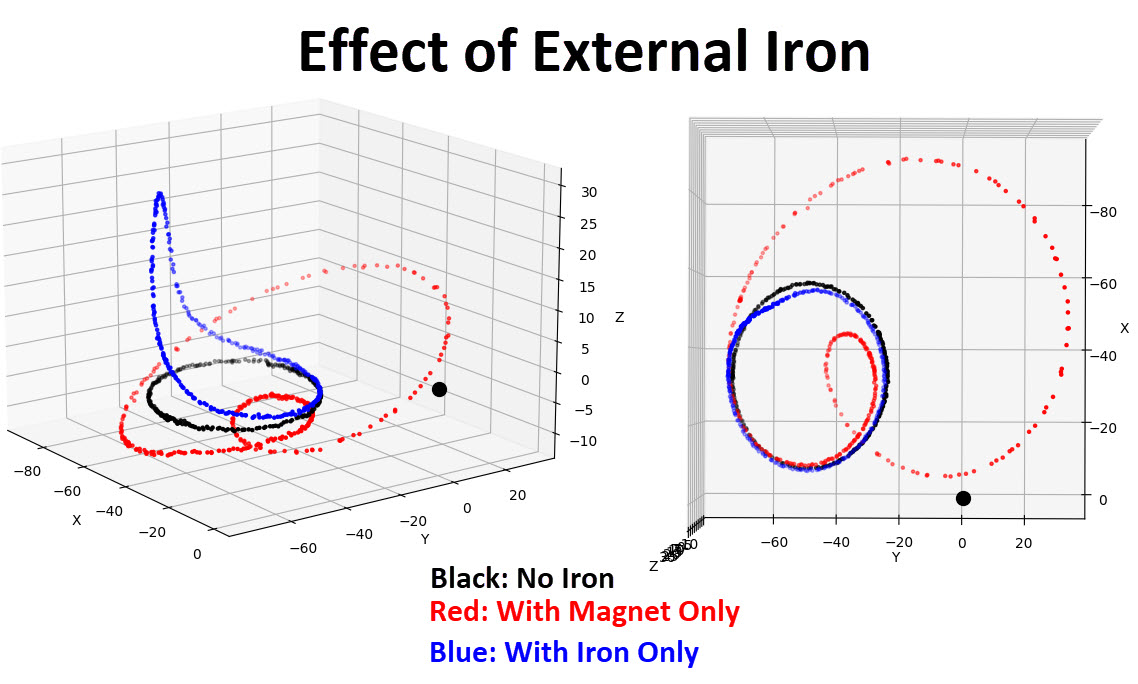 Effect of External Iron
30
25
20
15
10
5
0
−5
−10
Z
−80
−60
−40
−20
0
X
−60
−40
−20
0
20
Y
−80
−60
−40
−20
0
X
−60
−40
−20
0
20
Y
Z
Black: No Iron
Red: With Magnet Only
Blue: With Iron Only